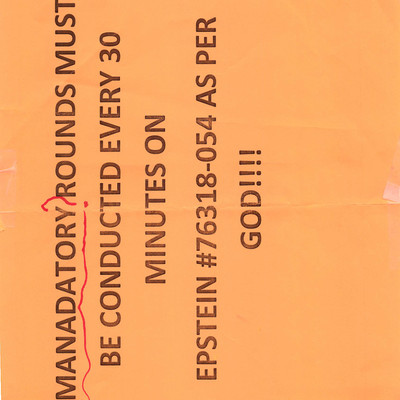 MANADATORY ROUNDS MUST
BE CONDUCTED EVERY 30
MINUTES ON
EPSTEIN #76318-054 AS PER
GOD!!!!